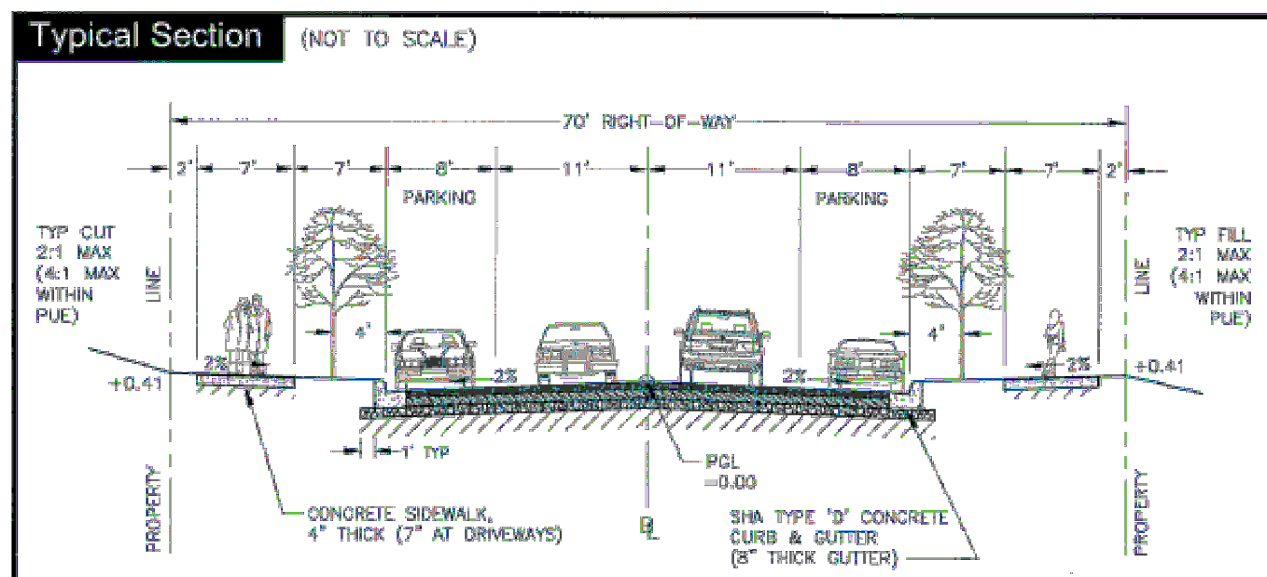 Typical Section (NOT TO SCALE)
70' RIGHT-OF-WAY
2' 7' 7' 8' 11' 11' 8' 7' 7' 2'
PARKING PARKING
TYP CUT
2:1 MAX
(4:1 MAX
WITHIN
PUE)
LINE
TYP FILL
2:1 MAX
(4:1 MAX
WITHIN
PUE)
LINE
4' 4'
2% 2% 2% 2%
+0.41 +0.41
1' TYP
PGL
=0.00
PROPERTY
CONCRETE SIDEWALK,
4" THICK (7" AT DRIVEWAYS)
BL
SHA TYPE 'D' CONCRETE
CURB & GUTTER
(8" THICK GUTTER)
PROPERTY